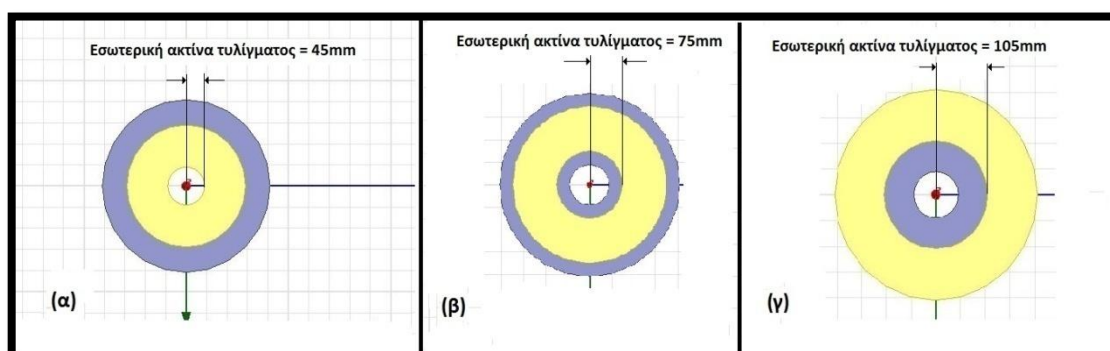 Εσωτερική ακτίνα τυλίγματος = 45mm
(α)
Εσωτερική ακτίνα τυλίγματος = 75mm
(β)
Εσωτερική ακτίνα τυλίγματος = 105mm
(γ)